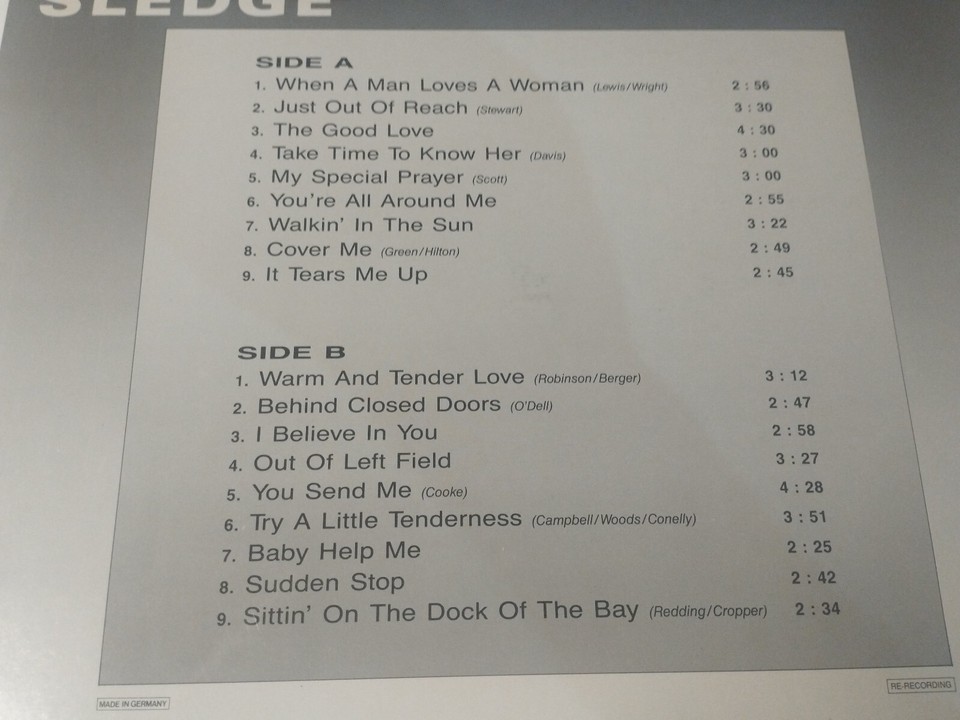 SLEDGE
SIDE A
1. When A Man Loves A Woman (Lewis/Wright) 2 : 56
2. Just Out Of Reach (Stewart) 3 : 30
3. The Good Love 4 : 30
4. Take Time To Know Her (Davis) 3 : 00
5. My Special Prayer (Scott) 3 : 00
6. You're All Around Me 2 : 55
7. Walkin' In The Sun 3 : 22
8. Cover Me (Green/Hilton) 2 : 49
9. It Tears Me Up 2 : 45
SIDE B
1. Warm And Tender Love (Robinson/Berger) 3 : 12
2. Behind Closed Doors (O'Dell) 2 : 47
3. I Believe In You 2 : 58
4. Out Of Left Field 3 : 27
5. You Send Me (Cooke) 4 : 28
6. Try A Little Tenderness (Campbell/Woods/Conelly) 3 : 51
7. Baby Help Me 2 : 25
8. Sudden Stop 2 : 42
9. Sittin' On The Dock Of The Bay (Redding/Cropper) 2 : 34
RE-RECORDING
MADE IN GERMANY